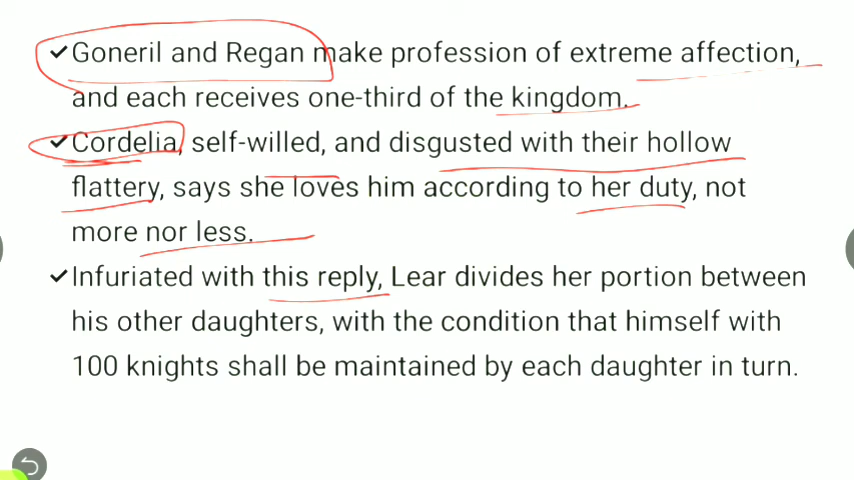 ✓Goneril and Regan make profession of extreme affection,
and each receives one-third of the kingdom.
✓Cordelia, self-willed, and disgusted with their hollow
flattery, says she loves him according to her duty, not
more nor less.
✓Infuriated with this reply, Lear divides her portion between
his other daughters, with the condition that himself with
100 knights shall be maintained by each daughter in turn.